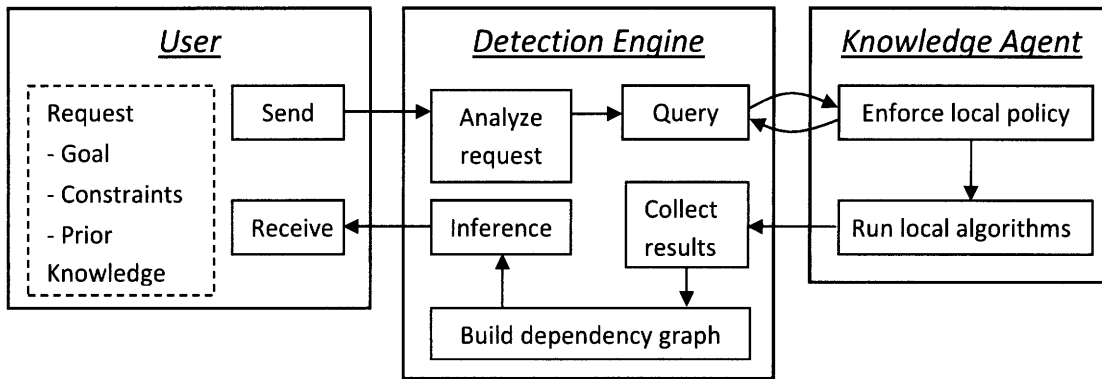 User
Request
- Goal
- Constraints
- Prior
Knowledge
Send
Receive
Detection Engine
Analyze
request
Query
Inference
Collect
results
Build dependency graph
Knowledge Agent
Enforce local policy
Run local algorithms